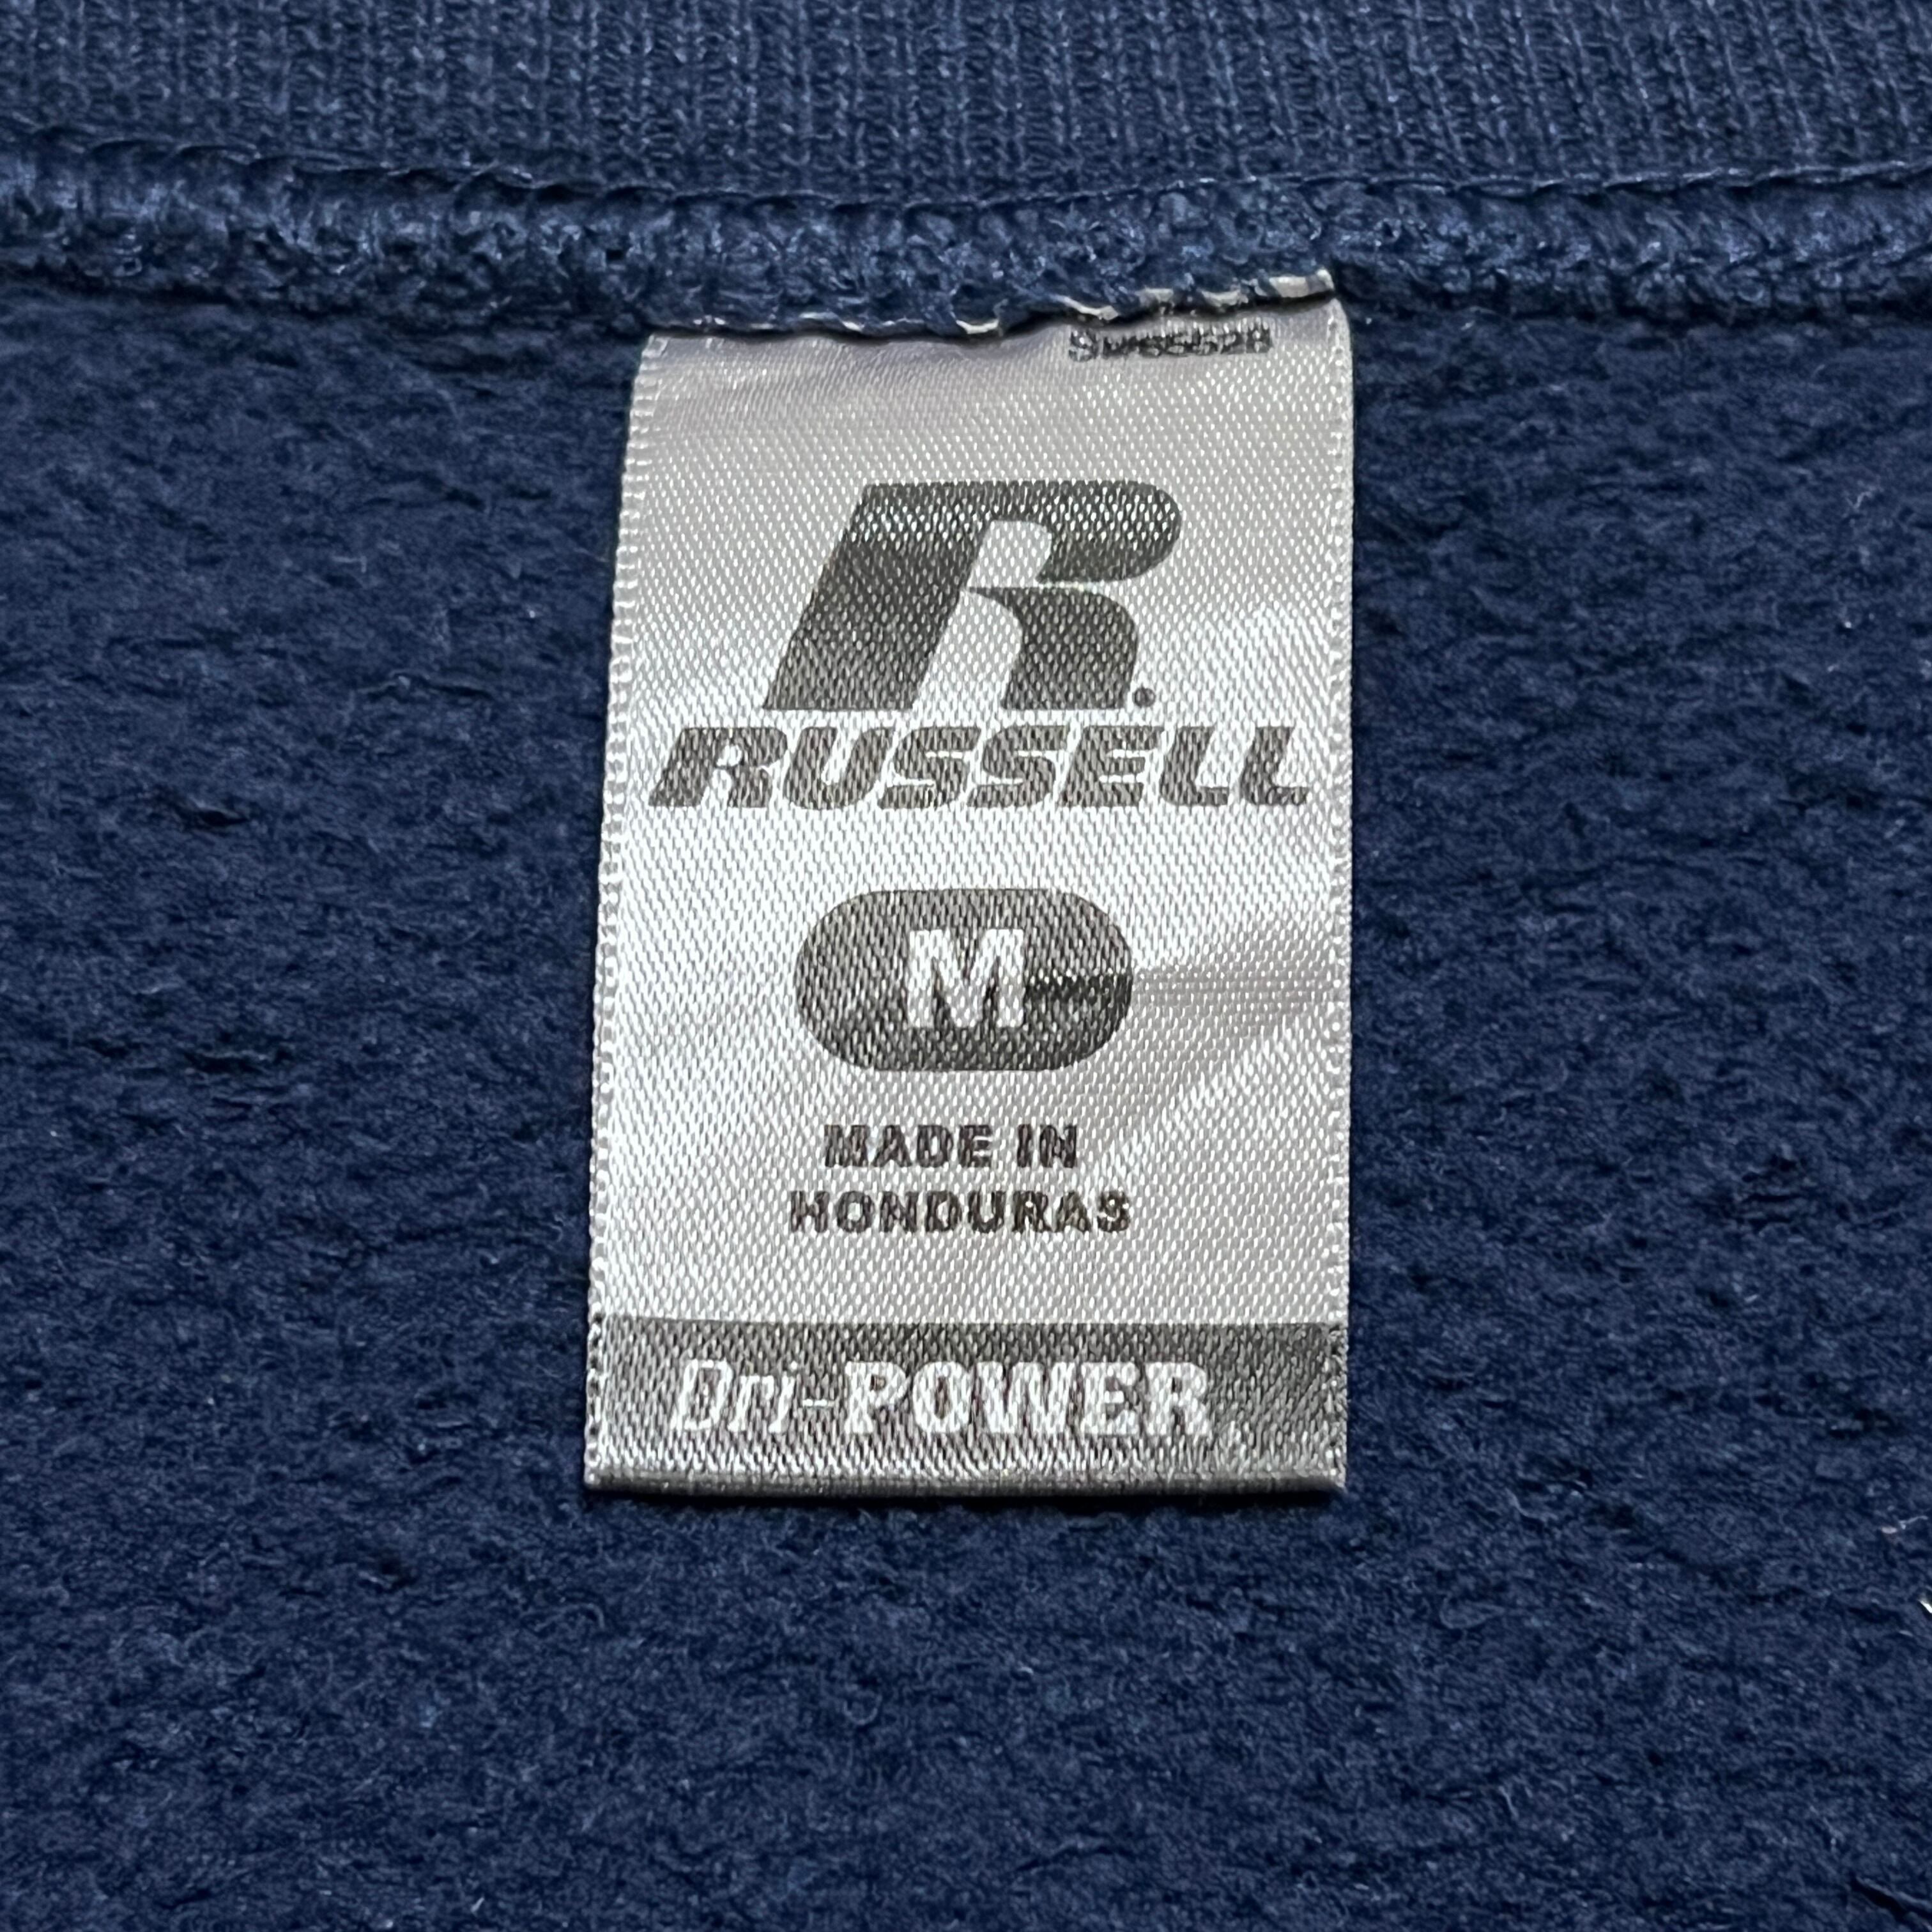 R
RUSSELL
M
MADE IN
HONDURAS
Dri-POWER